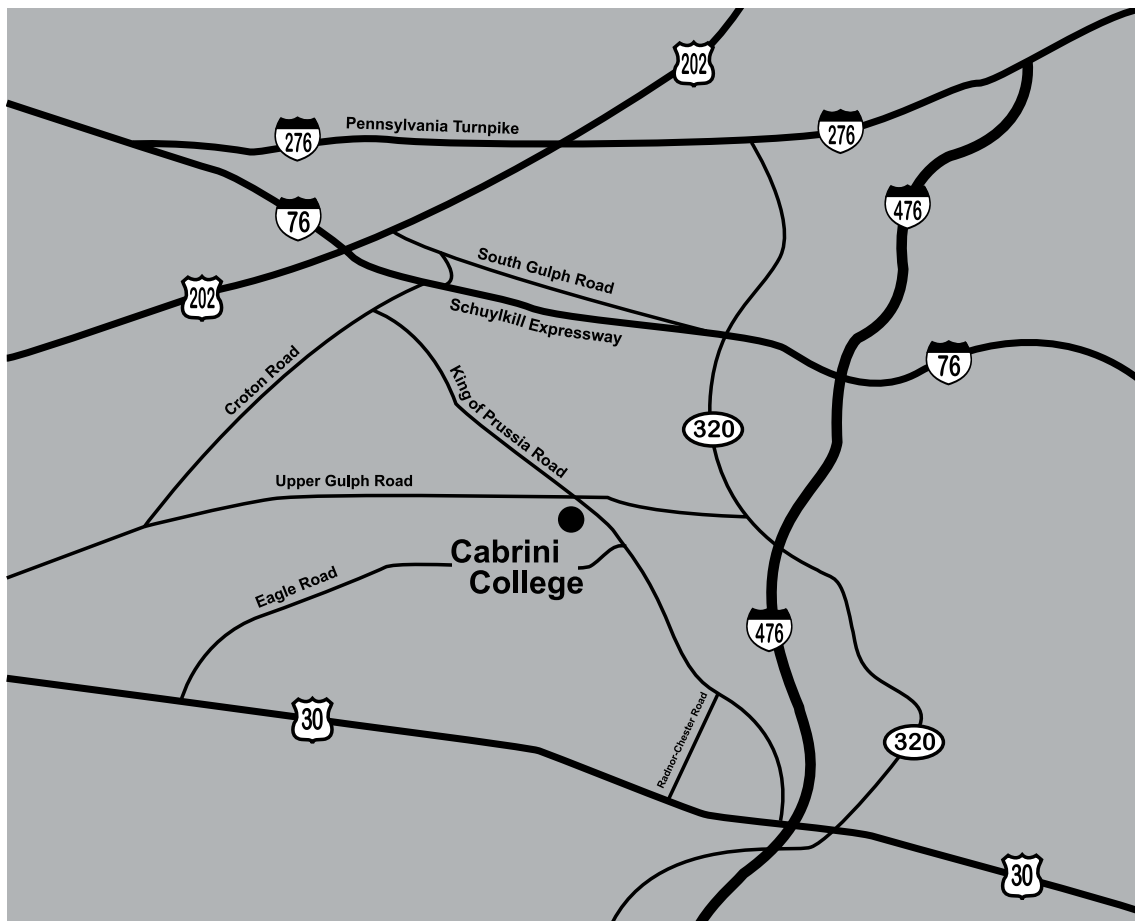 202
Pennsylvania Turnpike
276
276
476
76
South Gulph Road
202
Schuylkill Expressway
76
Croton Road
King of Prussia Road
320
Upper Gulph Road
Cabrini
College
Eagle Road
476
30
Radnor-Chester Road
320
30